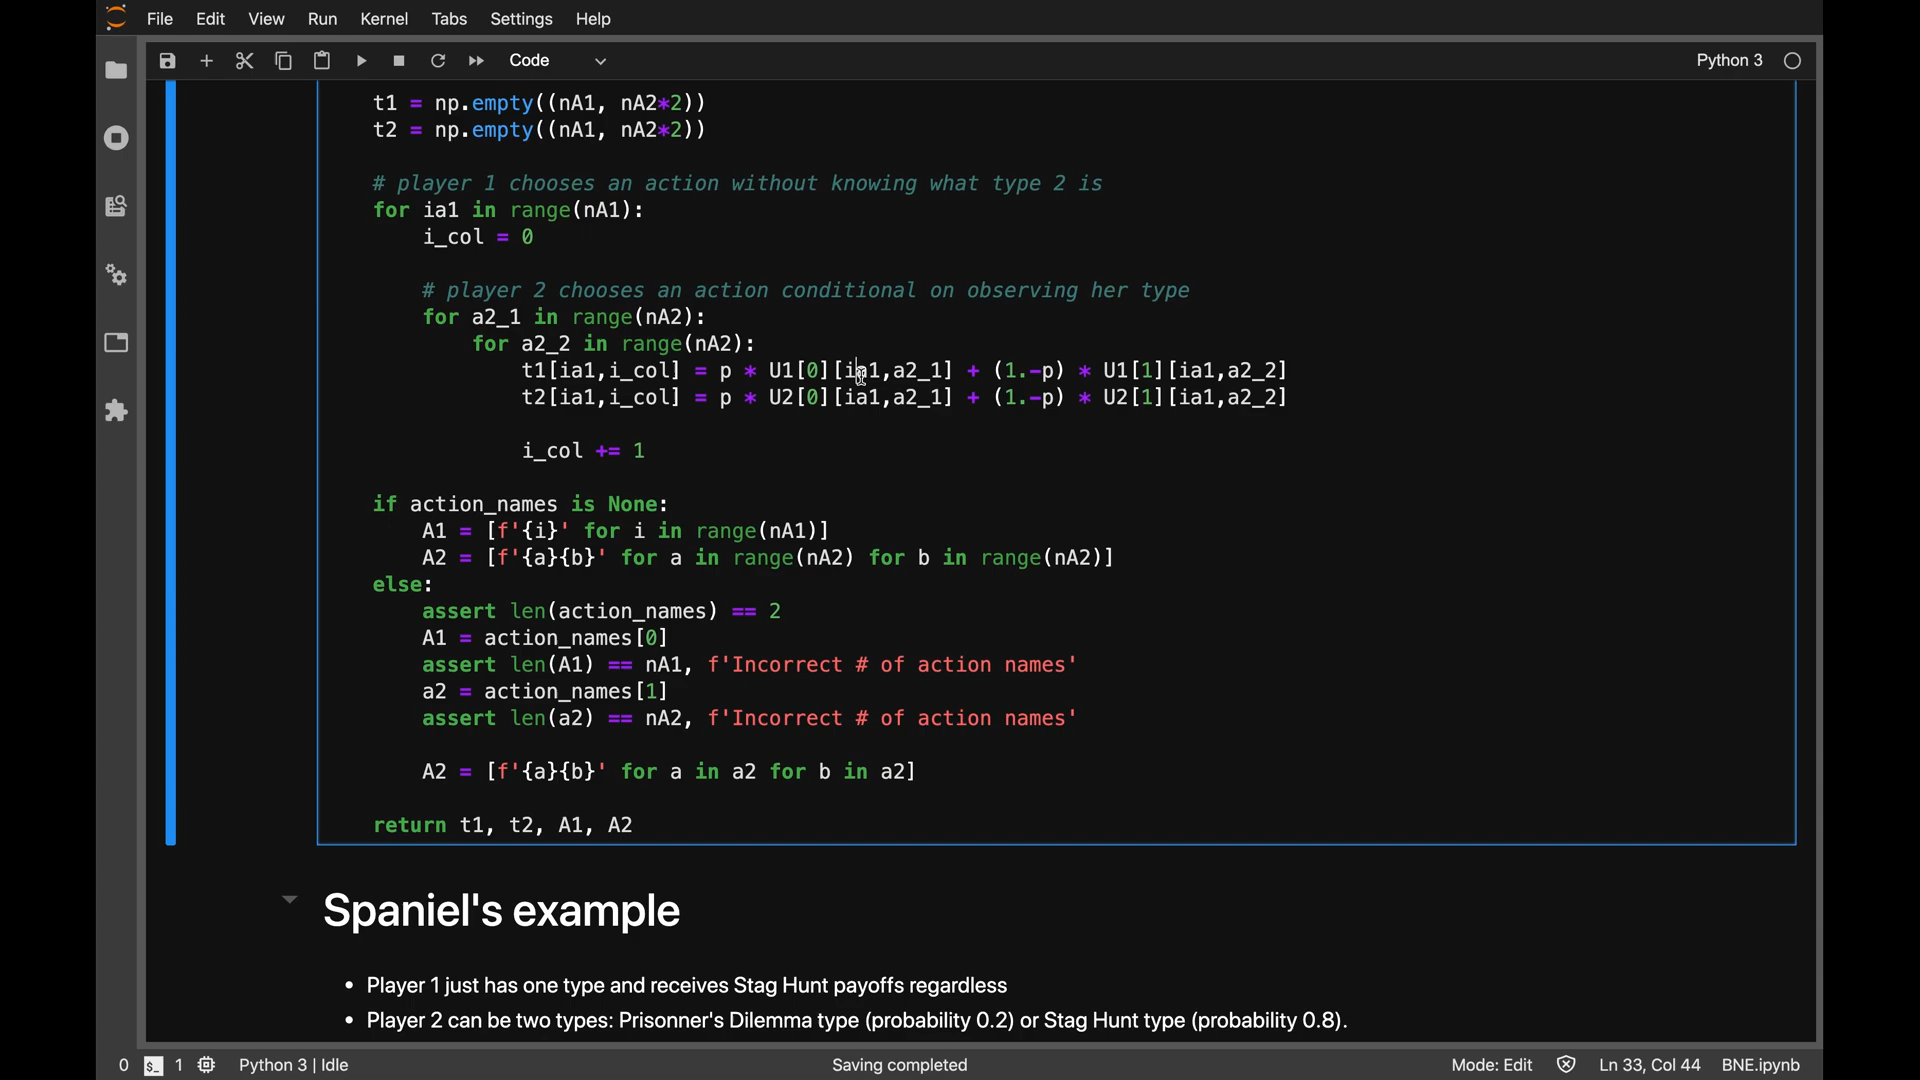 File Edit View Run Kernel Tabs Settings Help
Code Python 3
t1 = np.empty((nA1, nA2*2))
t2 = np.empty((nA1, nA2*2))
# player 1 chooses an action without knowing what type 2 is
for ia1 in range(nA1):
i_col = 0
# player 2 chooses an action conditional on observing her type
for a2_1 in range(nA2):
for a2_2 in range(nA2):
t1[ia1,i_col] = p * U1[0][ia1,a2_1] + (1.-p) * U1[1][ia1,a2_2]
t2[ia1,i_col] = p * U2[0][ia1,a2_1] + (1.-p) * U2[1][ia1,a2_2]
i_col += 1
if action_names is None:
A1 = [f'{i}' for i in range(nA1)]
A2 = [f'{a}{b}' for a in range(nA2) for b in range(nA2)]
else:
assert len(action_names) == 2
A1 = action_names[0]
assert len(A1) == nA1, f'Incorrect # of action names'
a2 = action_names[1]
assert len(a2) == nA2, f'Incorrect # of action names'
A2 = [f'{a}{b}' for a in a2 for b in a2]
return t1, t2, A1, A2
Spaniel's example
• Player 1 just has one type and receives Stag Hunt payoffs regardless
• Player 2 can be two types: Prisonner's Dilemma type (probability 0.2) or Stag Hunt type (probability 0.8).
0 $_ 1 Python 3 | Idle Saving completed Mode: Edit Ln 33, Col 44 BNE.ipynb